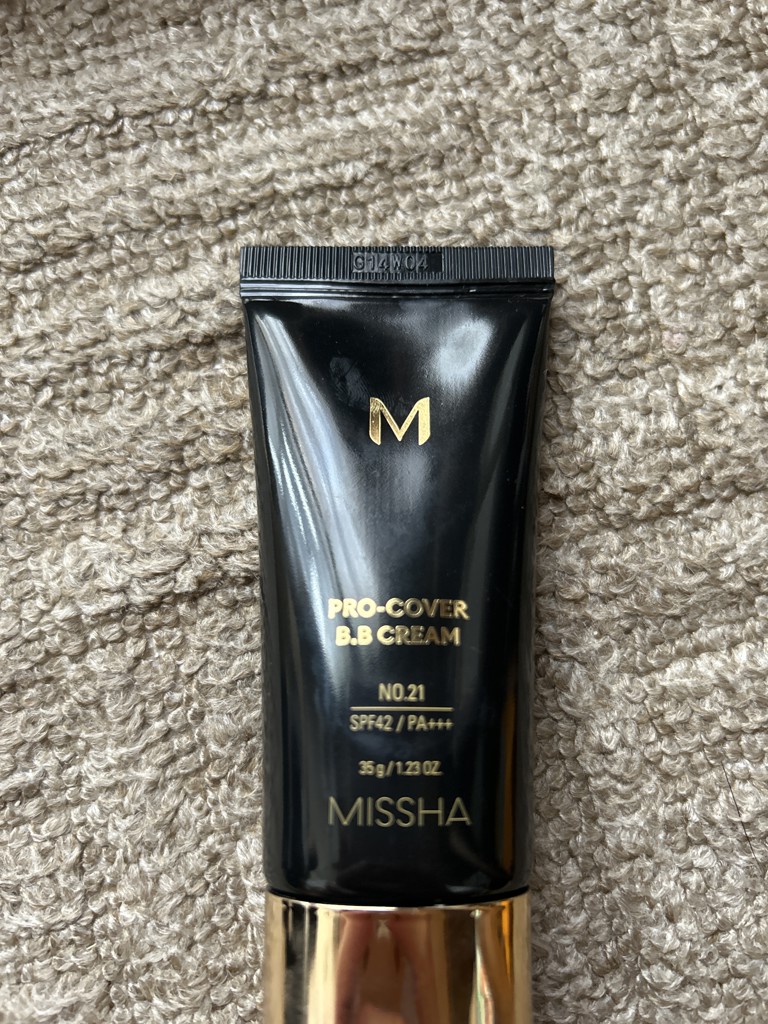 G14W04
M
PRO-COVER
B.B CREAM
NO.21
SPF42 / PA+++
35g/1.23 OZ.
MISSHA